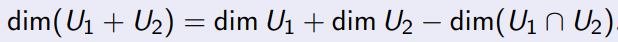 dim(U₁ + U₂) = dim U₁ + dim U₂ − dim(U₁ ∩ U₂).